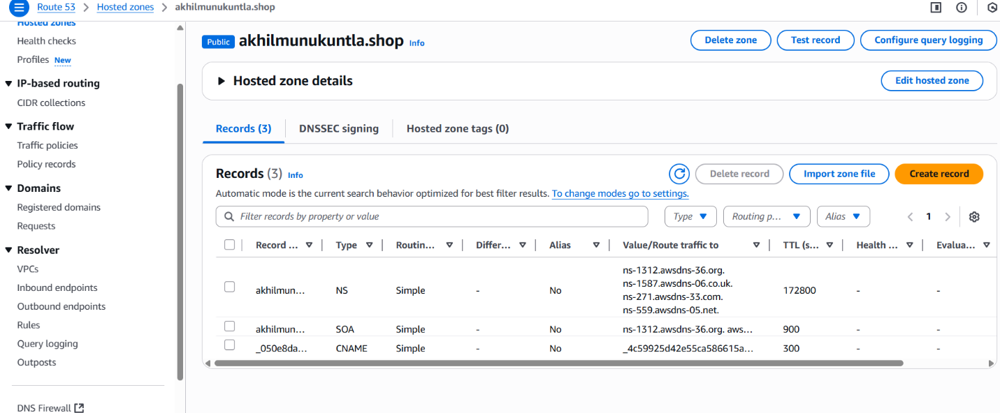 Route 53 > Hosted zones > akhilmunukuntla.shop
Hosted zones
Health checks
Profiles New
IP-based routing
CIDR collections
Traffic flow
Traffic policies
Policy records
Domains
Registered domains
Requests
Resolver
VPCs
Inbound endpoints
Outbound endpoints
Rules
Query logging
Outposts
DNS Firewall
Public akhilmunukuntla.shop Info
Delete zone Test record Configure query logging
Hosted zone details Edit hosted zone
Records (3) DNSSEC signing Hosted zone tags (0)
Records (3) Info Delete record Import zone file Create record
Automatic mode is the current search behavior optimized for best filter results. To change modes go to settings.
Filter records by property or value Type Routing p... Alias 1
Record ... Type Routin... Differ... Alias Value/Route traffic to TTL (s... Health ... Evalua...
ns-1312.awsdns-36.org.
ns-1587.awsdns-06.co.uk.
akhilmun... NS Simple - No 172800 - -
ns-271.awsdns-33.com.
ns-559.awsdns-05.net.
akhilmun... SOA Simple - No ns-1312.awsdns-36.org. aws... 900 - -
_050e8da... CNAME Simple - No _4c59925d42e55ca586615a... 300 - -